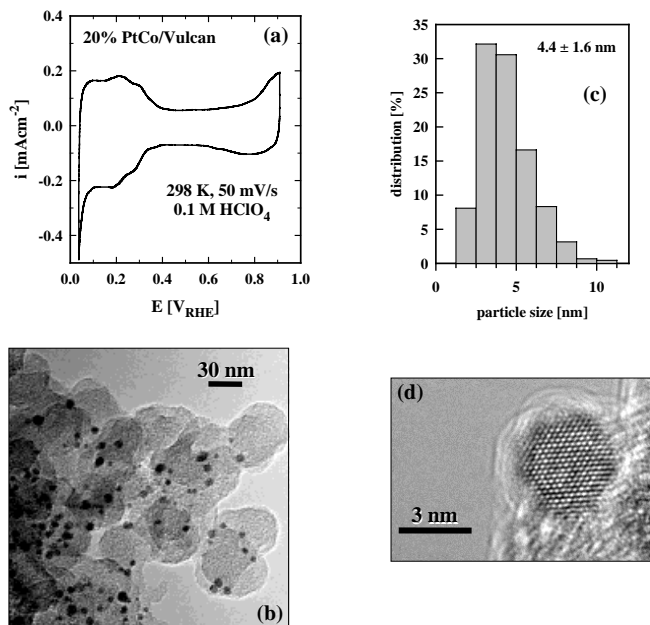 20% PtCo/Vulcan
(a)
0.4
0.2
0.0
-0.2
-0.4
i [mAcm-2]
298 K, 50 mV/s
0.1 M HClO4
0.0 0.2 0.4 0.6 0.8 1.0
E [VRHE]
35
30
25
20
15
10
5
0
distribution [%]
4.4 ± 1.6 nm
(c)
0 5 10
particle size [nm]
30 nm
(b)
(d)
3 nm